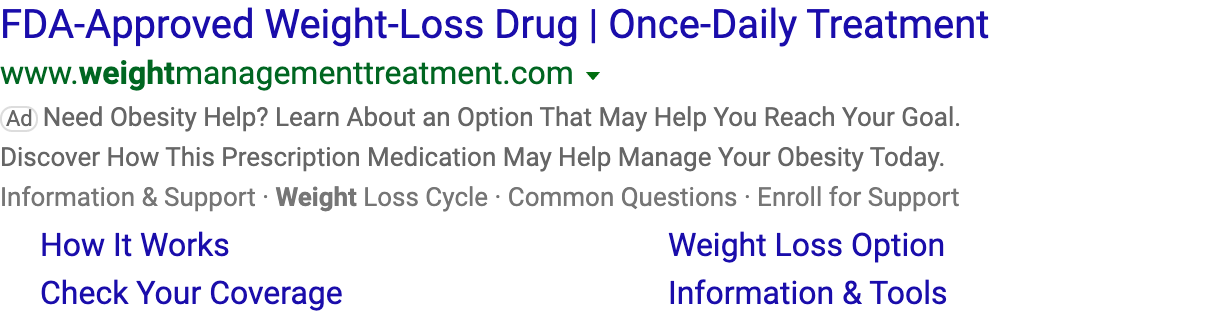 FDA-Approved Weight-Loss Drug | Once-Daily Treatment
www.weightmanagementtreatment.com
Ad Need Obesity Help? Learn About an Option That May Help You Reach Your Goal.
Discover How This Prescription Medication May Help Manage Your Obesity Today.
Information & Support · Weight Loss Cycle · Common Questions · Enroll for Support
How It Works Weight Loss Option
Check Your Coverage Information & Tools